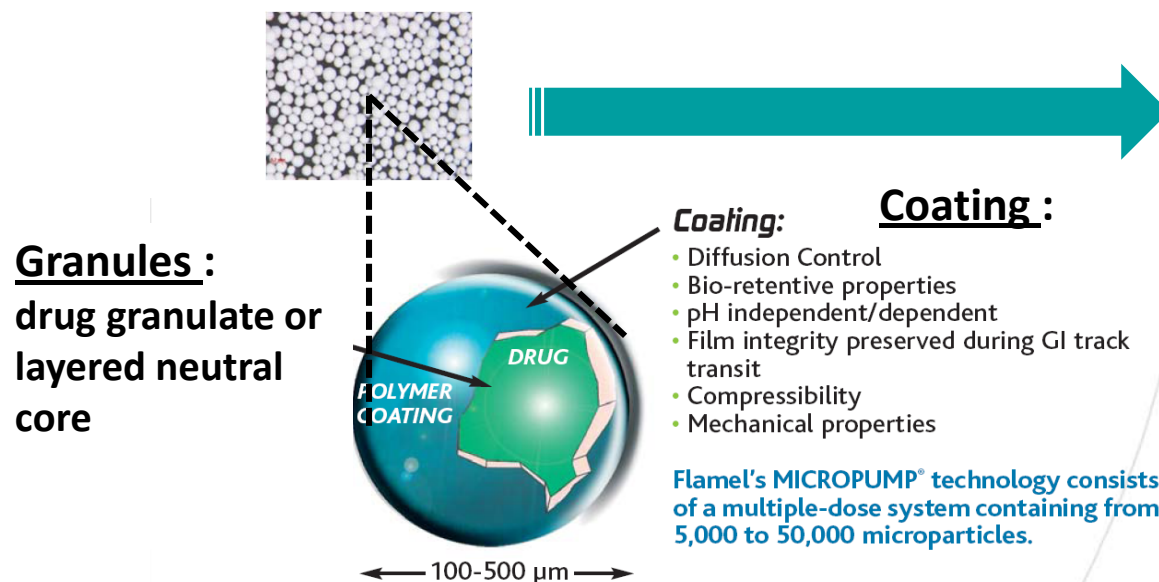 Granules :
drug granulate or
layered neutral
core
POLYMER
COATING
DRUG
100-500 µm
Coating:
Coating :
• Diffusion Control
• Bio-retentive properties
• pH independent/dependent
• Film integrity preserved during GI track
transit
• Compressibility
• Mechanical properties
Flamel's MICROPUMP® technology consists
of a multiple-dose system containing from
5,000 to 50,000 microparticles.